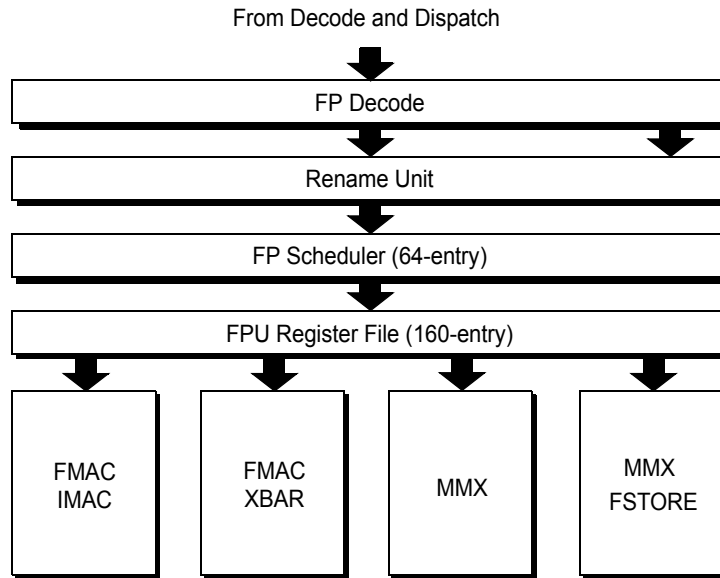 From Decode and Dispatch
FP Decode
Rename Unit
FP Scheduler (64-entry)
FPU Register File (160-entry)
FMAC
IMAC
FMAC
XBAR
MMX
MMX
FSTORE